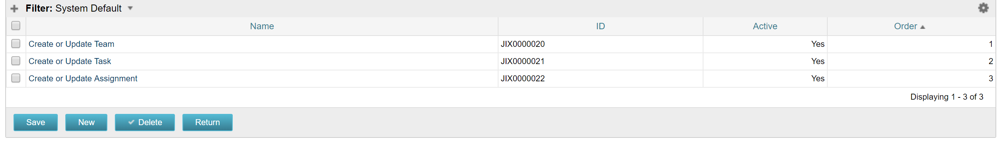 Filter: System Default
Name ID Active Order
Create or Update Team JIX0000020 Yes 1
Create or Update Task JIX0000021 Yes 2
Create or Update Assignment JIX0000022 Yes 3
Displaying 1 - 3 of 3
Save New Delete Return